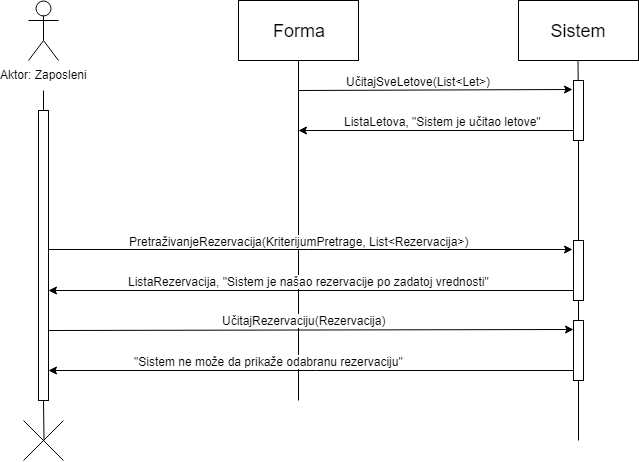 Forma
Sistem
Aktor: Zaposleni
UčitajSveLetove(List<Let>)
ListaLetova, "Sistem je učitao letove"
PretraživanjeRezervacija(KriterijumPretrage, List<Rezervacija>)
ListaRezervacija, "Sistem je našao rezervacije po zadatoj vrednosti"
UčitajRezervaciju(Rezervacija)
"Sistem ne može da prikaže odabranu rezervaciju"